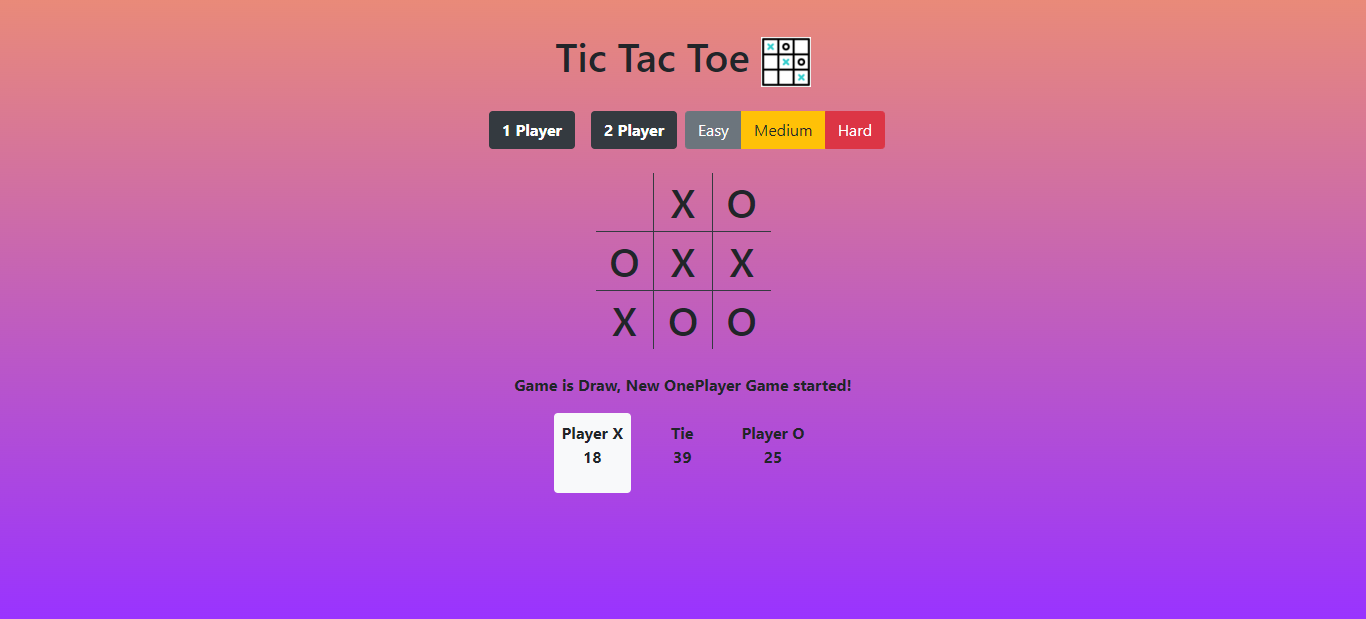 Tic Tac Toe
1 Player 2 Player Easy Medium Hard
X O
O X X
X O O
Game is Draw, New OnePlayer Game started!
Player X Tie Player O
18 39 25